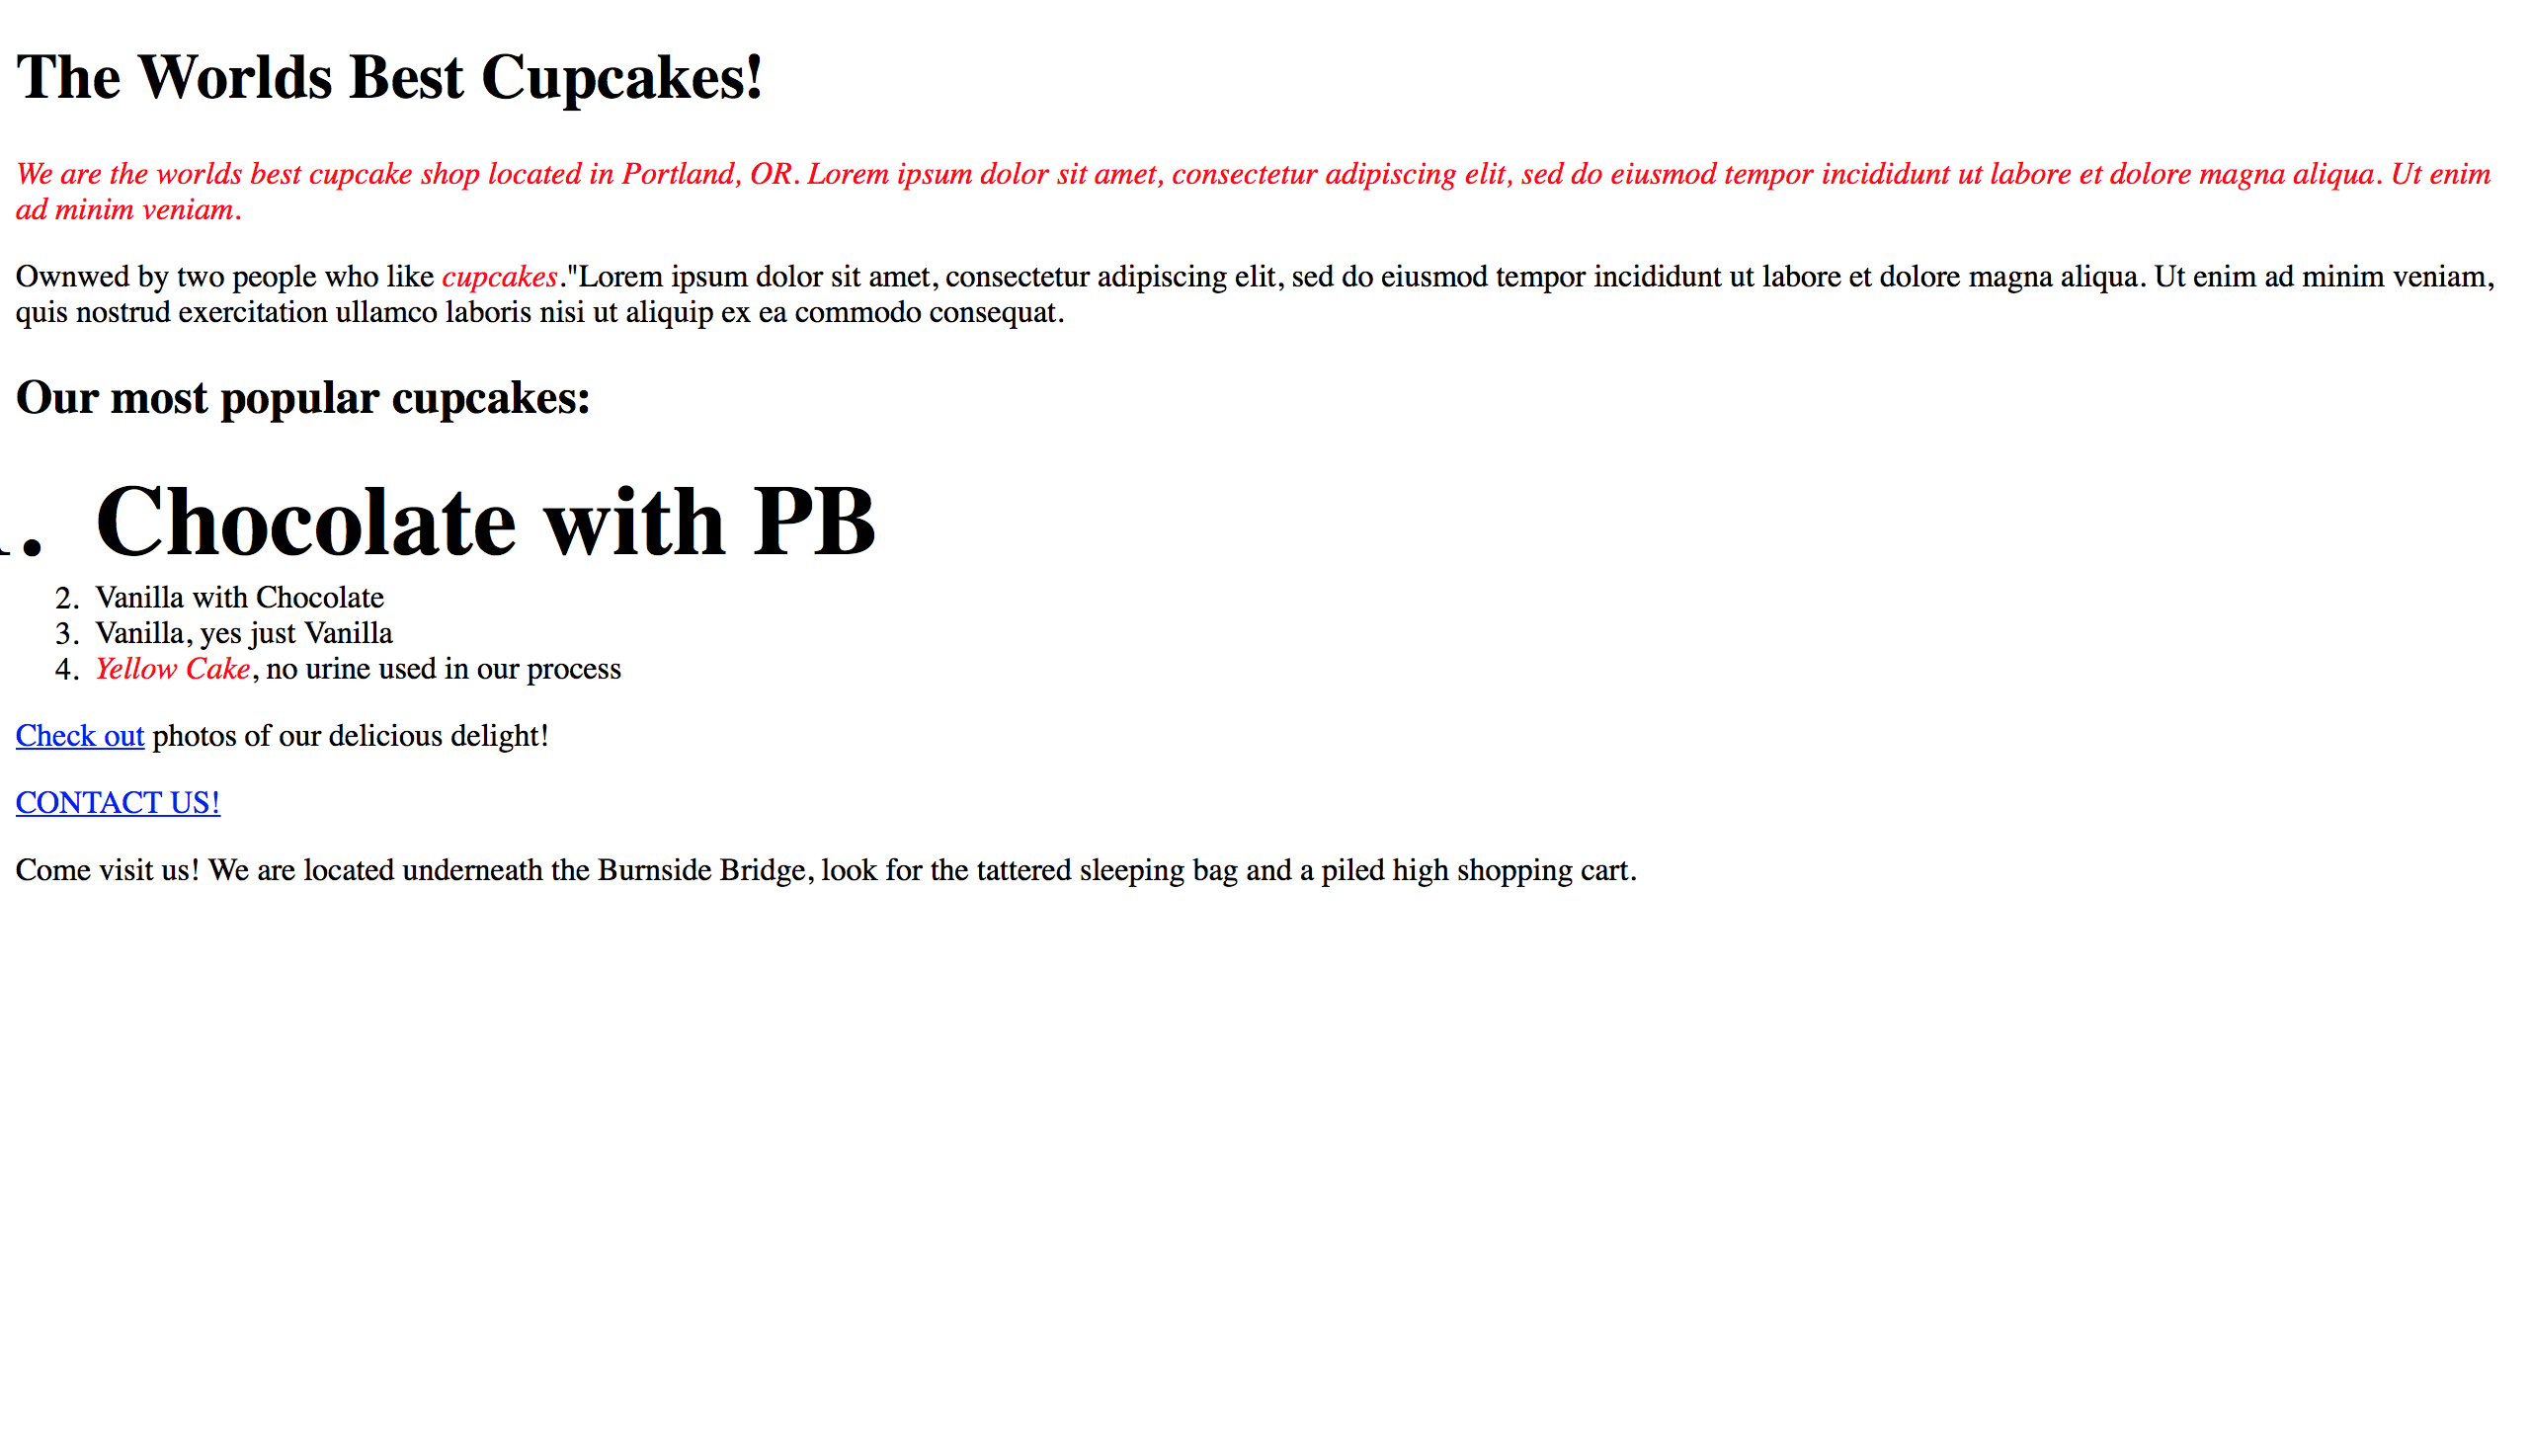 The Worlds Best Cupcakes!
We are the worlds best cupcake shop located in Portland, OR. Lorem ipsum dolor sit amet, consectetur adipiscing elit, sed do eiusmod tempor incididunt ut labore et dolore magna aliqua. Ut enim
ad minim veniam.
Ownwed by two people who like cupcakes."Lorem ipsum dolor sit amet, consectetur adipiscing elit, sed do eiusmod tempor incididunt ut labore et dolore magna aliqua. Ut enim ad minim veniam,
quis nostrud exercitation ullamco laboris nisi ut aliquip ex ea commodo consequat.
Our most popular cupcakes:
. Chocolate with PB
2. Vanilla with Chocolate
3. Vanilla, yes just Vanilla
4. Yellow Cake, no urine used in our process
Check out photos of our delicious delight!
CONTACT US!
Come visit us! We are located underneath the Burnside Bridge, look for the tattered sleeping bag and a piled high shopping cart.